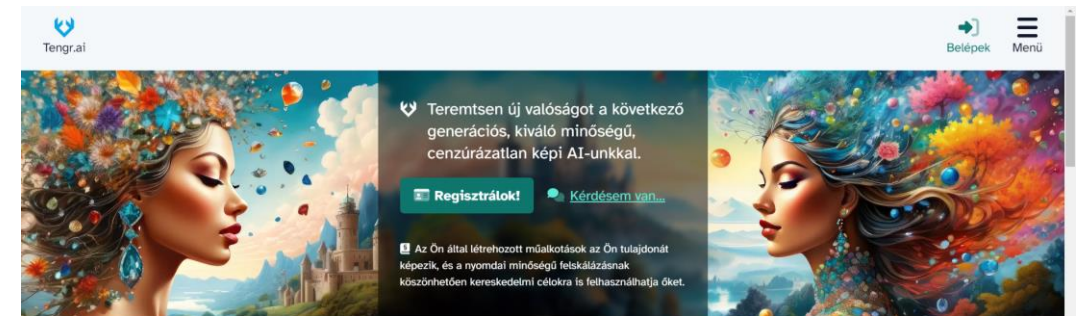 Tengr.ai
Belépek
Menü
Teremtsen új valóságot a következő
generációs, kiváló minőségű,
cenzúrázatlan képi AI-unkkal.
Regisztrálok!
Kérdésem van...
Az Ön által létrehozott műalkotások az Ön tulajdonát
képezik, és a nyomdai minőségű felskálázásnak
köszönhetően kereskedelmi célokra is felhasználhatja őket.